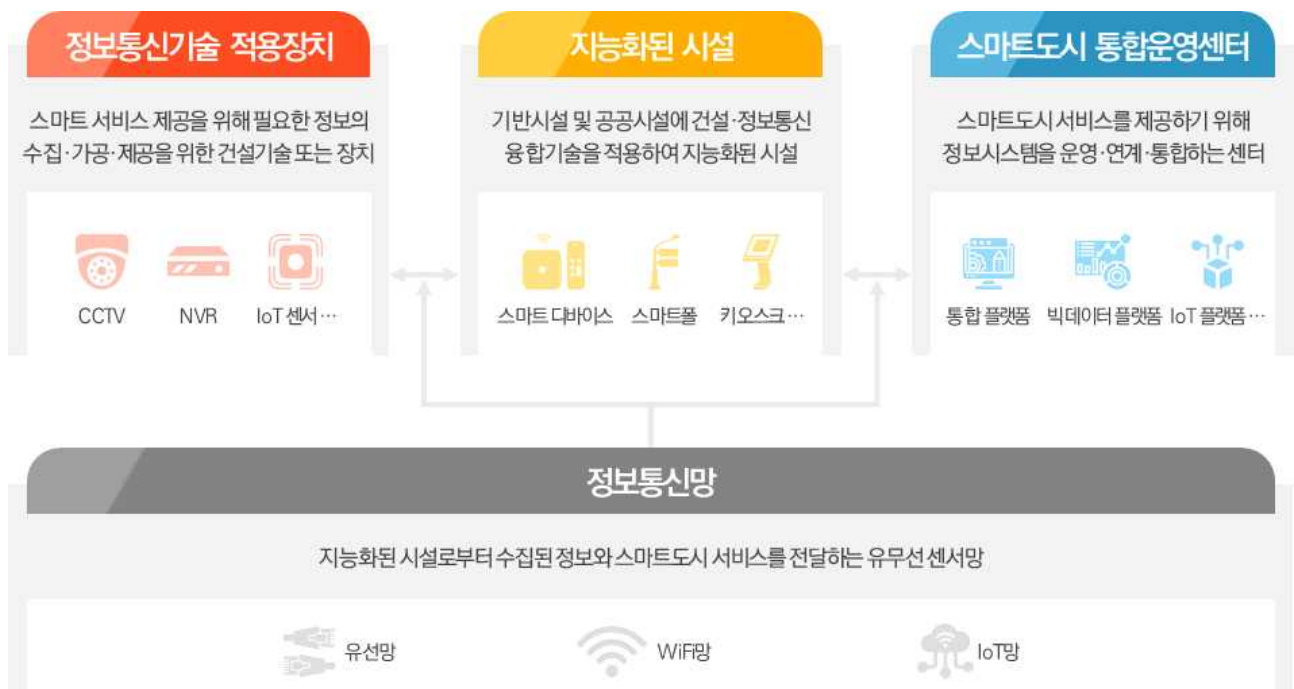 정보통신기술 적용장치
스마트 서비스 제공을 위해 필요한 정보의
수집·가공·제공을 위한 건설기술 또는 장치
CCTV
NVR
IoT 센서…
지능화된 시설
기반시설 및 공공시설에 건설·정보통신
융합기술을 적용하여 지능화된 시설
스마트 디바이스
스마트폴
키오스크…
스마트도시 통합운영센터
스마트도시 서비스를 제공하기 위해
정보시스템을 운영·연계·통합하는 센터
통합 플랫폼
빅데이터 플랫폼
IoT 플랫폼…
정보통신망
지능화된 시설로부터 수집된 정보와 스마트도시 서비스를 전달하는 유무선 센서망
유선망
WiFi망
IoT망